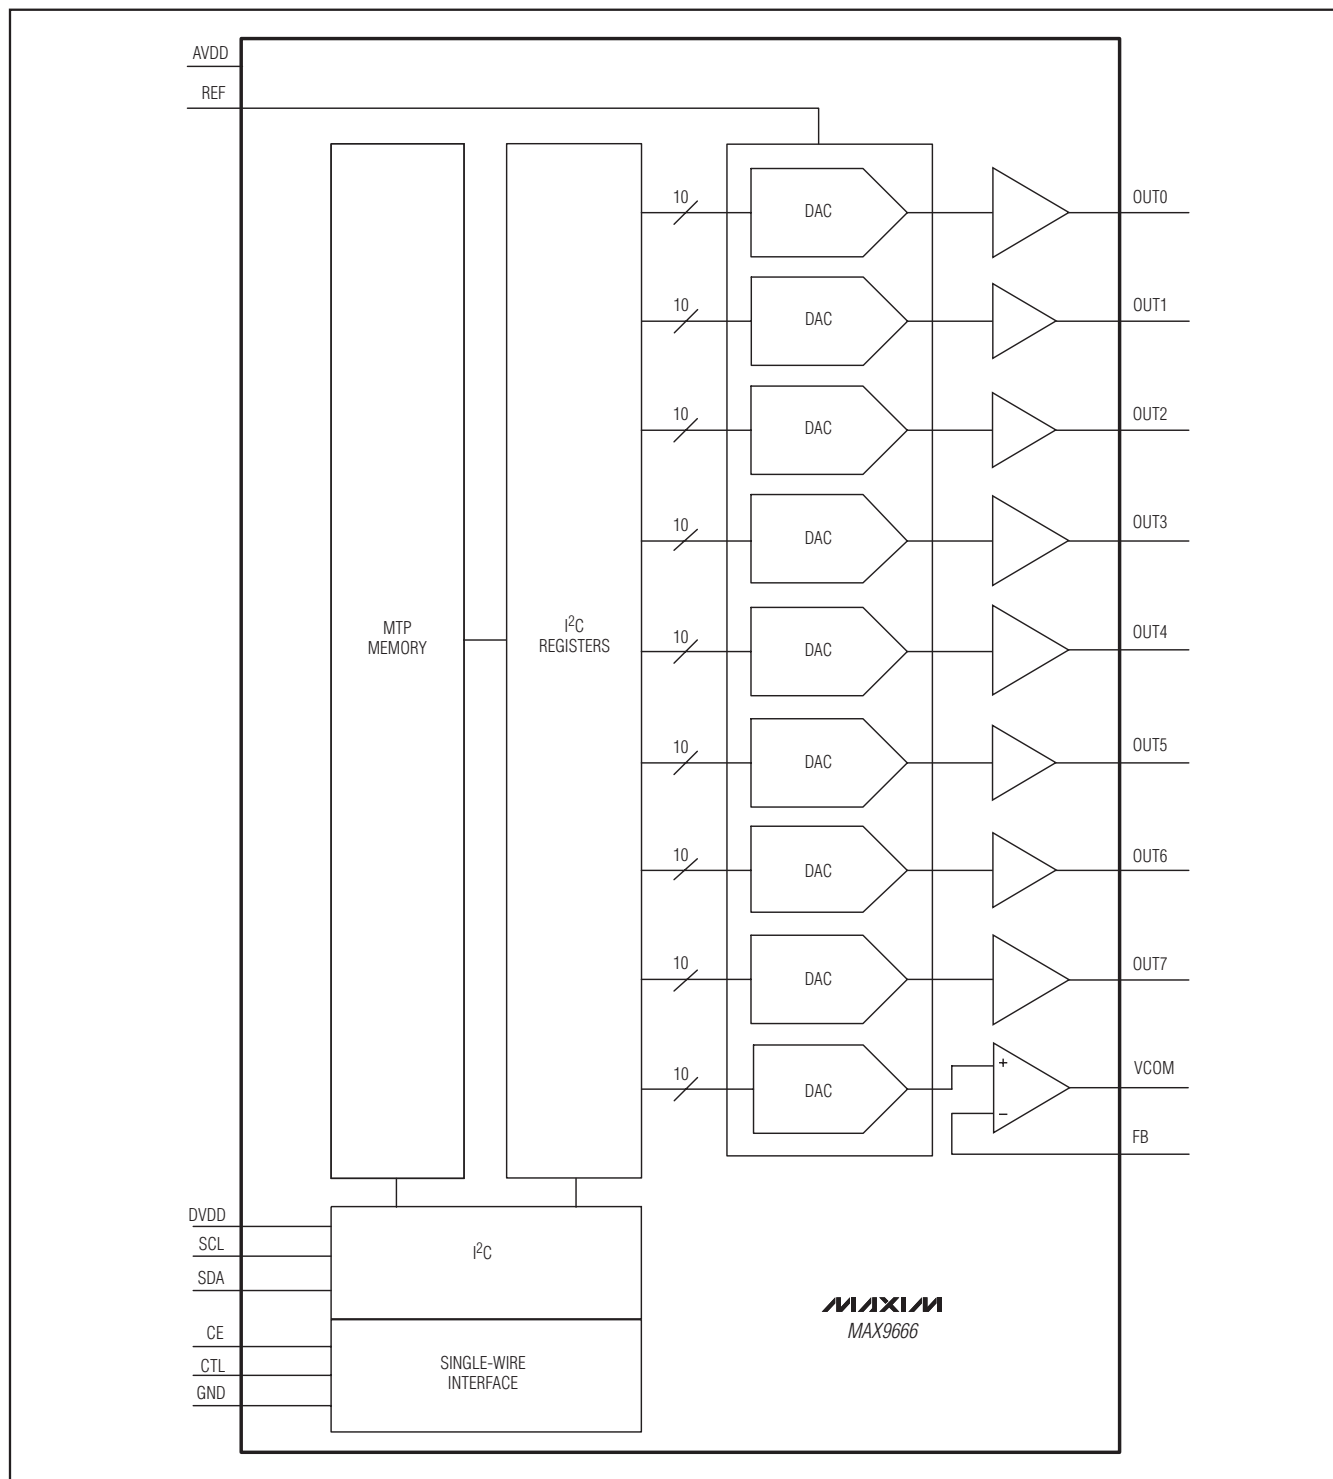 AVDD
REF
10
DAC
OUT0
10
DAC
OUT1
10
DAC
OUT2
10
DAC
OUT3
MTP
MEMORY
I²C
REGISTERS
10
DAC
OUT4
10
DAC
OUT5
10
DAC
OUT6
10
DAC
OUT7
10
DAC
+
−
VCOM
FB
DVDD
SCL
SDA
I²C
CE
CTL
GND
SINGLE-WIRE
INTERFACE
MAXIM
MAX9666